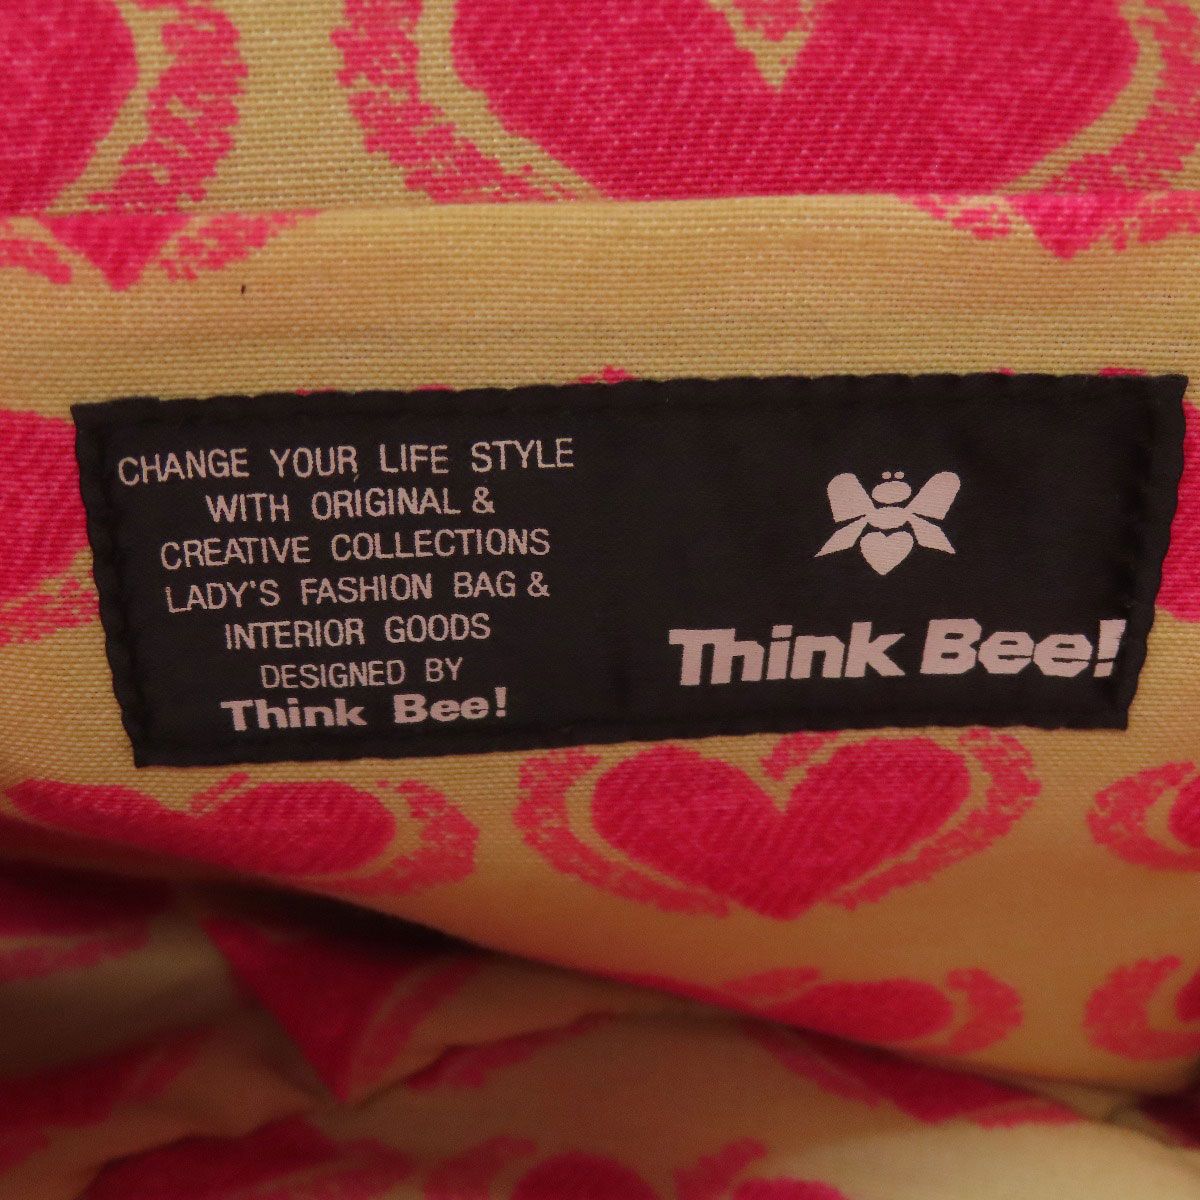 CHANGE YOUR LIFE STYLE
WITH ORIGINAL &
CREATIVE COLLECTIONS
LADY'S FASHION BAG &
INTERIOR GOODS
DESIGNED BY
Think Bee!
Think Bee!